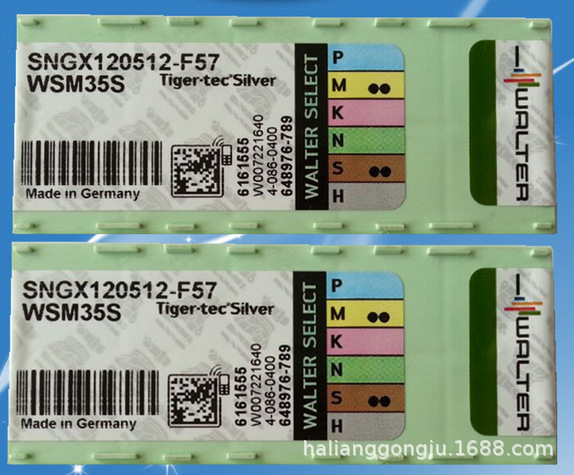 SNGX120512-F57
WSM35S
Tiger·tec®Silver
Made in Germany
6161555
W007221640
4-086-0400
648976-789
WALTER SELECT
P
M
K
N
S
H
WALTER
SNGX120512-F57
WSM35S
Tiger·tec®Silver
Made in Germany
6161555
W007221640
4-086-0400
648976-789
WALTER SELECT
P
M
K
N
S
H
WALTER
halianggongju.1688.com